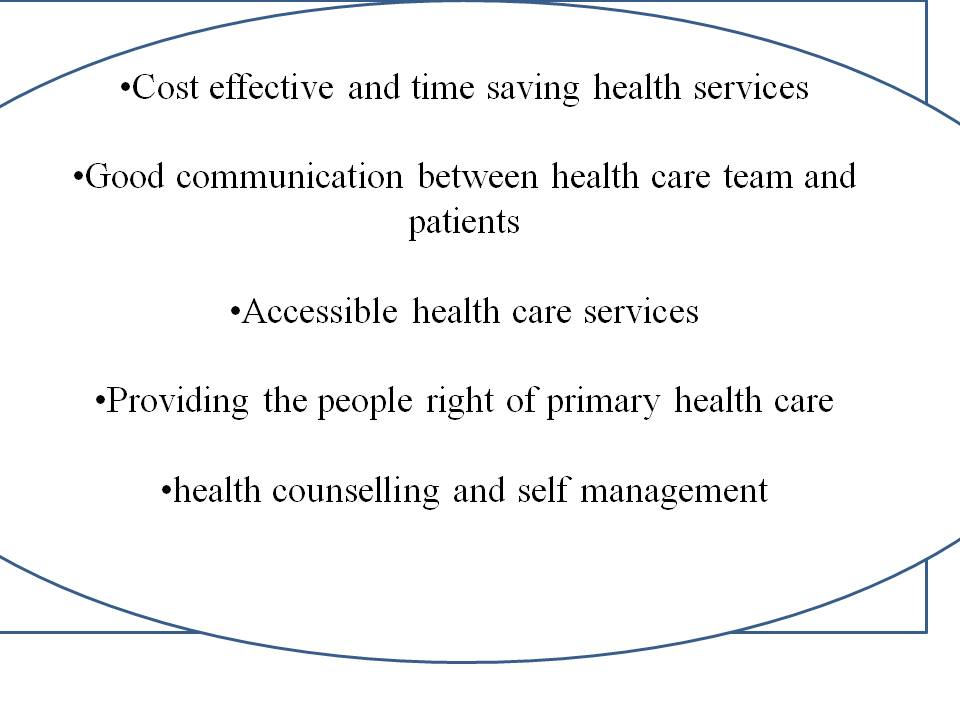 •Cost effective and time saving health services
•Good communication between health care team and
patients
•Accessible health care services
•Providing the people right of primary health care
•health counselling and self management